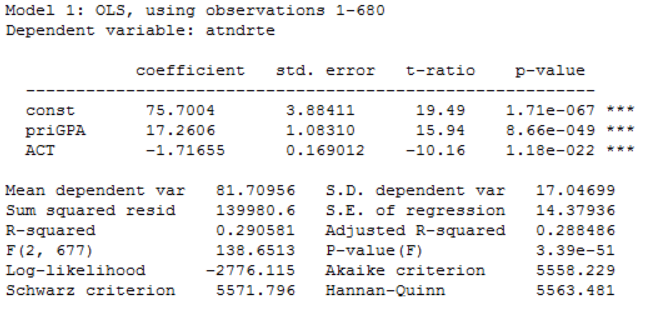 Model 1: OLS, using observations 1-680
Dependent variable: atndrte
coefficient std. error t-ratio p-value
------------------------------------------------------------
const 75.7004 3.88411 19.49 1.71e-067 ***
priGPA 17.2606 1.08310 15.94 8.66e-049 ***
ACT -1.71655 0.169012 -10.16 1.18e-022 ***
Mean dependent var 81.70956 S.D. dependent var 17.04699
Sum squared resid 139980.6 S.E. of regression 14.37936
R-squared 0.290581 Adjusted R-squared 0.288486
F(2, 677) 138.6513 P-value(F) 3.39e-51
Log-likelihood -2776.115 Akaike criterion 5558.229
Schwarz criterion 5571.796 Hannan-Quinn 5563.481